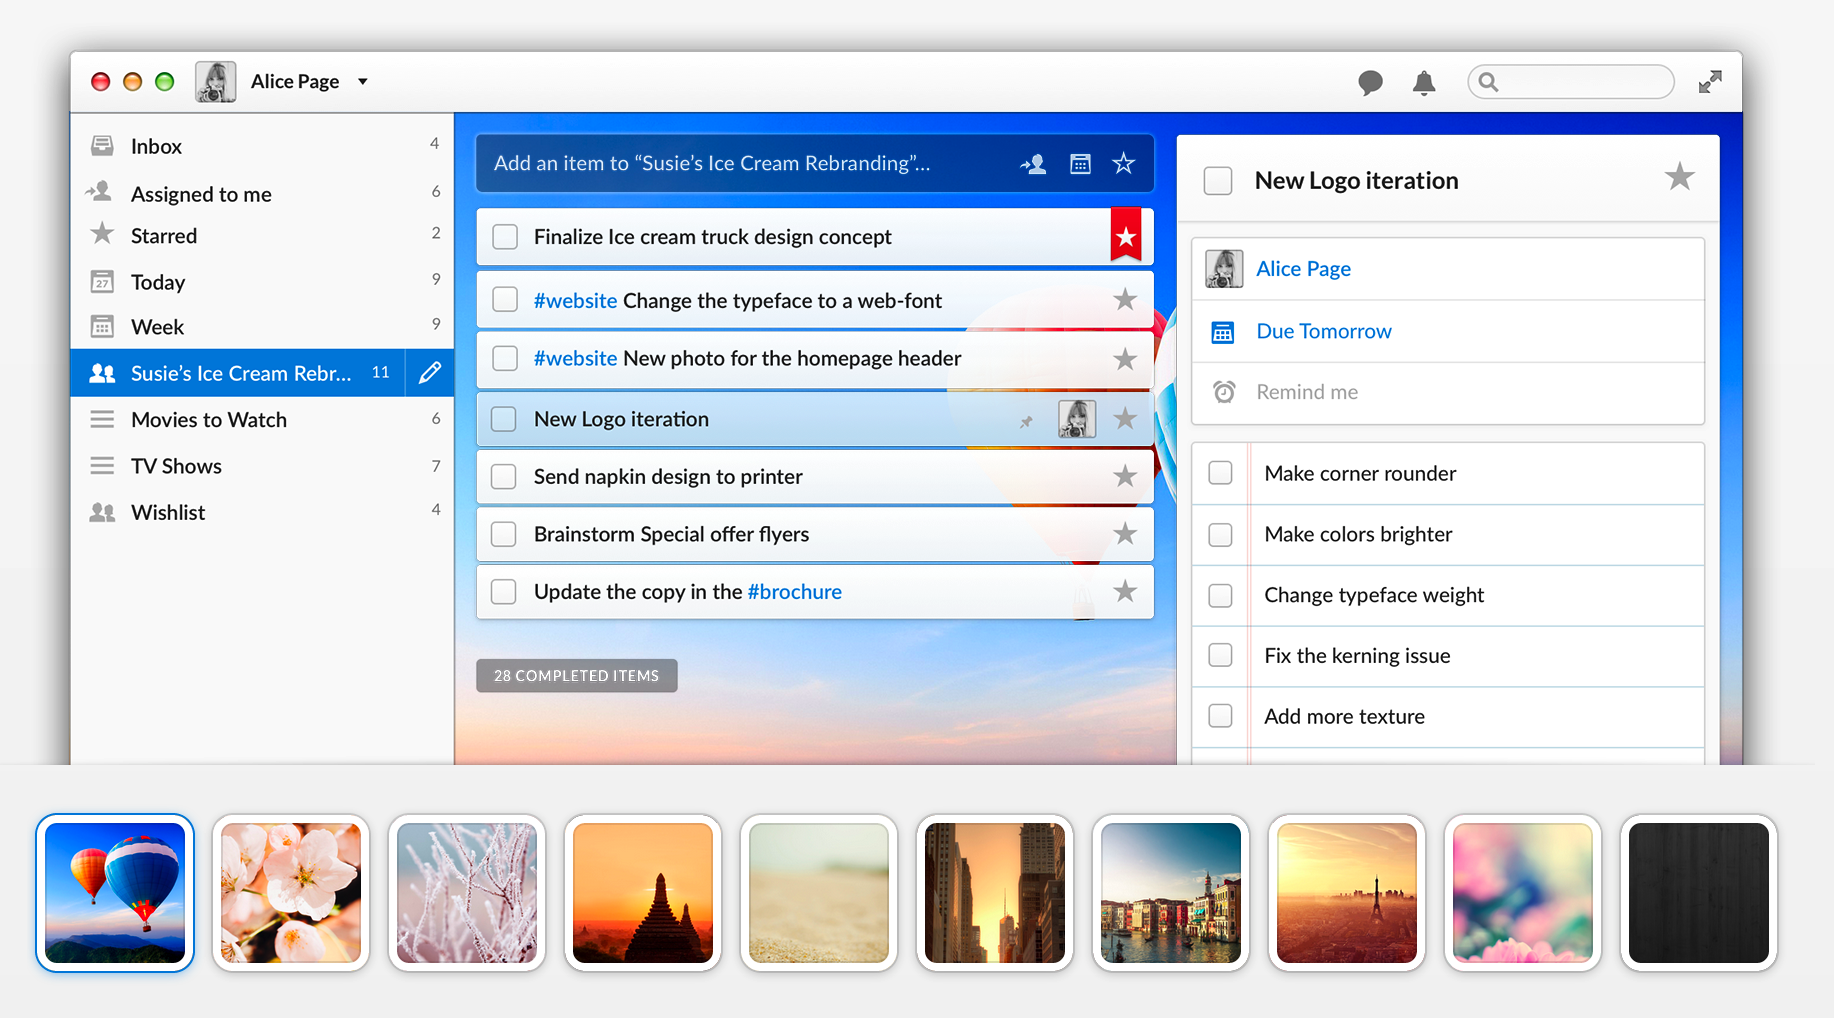 Alice Page
Inbox 4
Assigned to me 6
Starred 2
27 Today 9
Week 9
Susie’s Ice Cream Rebr... 11
Movies to Watch 6
TV Shows 7
Wishlist 4
Add an item to “Susie’s Ice Cream Rebranding”...
Finalize Ice cream truck design concept
#website Change the typeface to a web-font
#website New photo for the homepage header
New Logo iteration
Send napkin design to printer
Brainstorm Special offer flyers
Update the copy in the #brochure
28 COMPLETED ITEMS
New Logo iteration
Alice Page
Due Tomorrow
Remind me
Make corner rounder
Make colors brighter
Change typeface weight
Fix the kerning issue
Add more texture